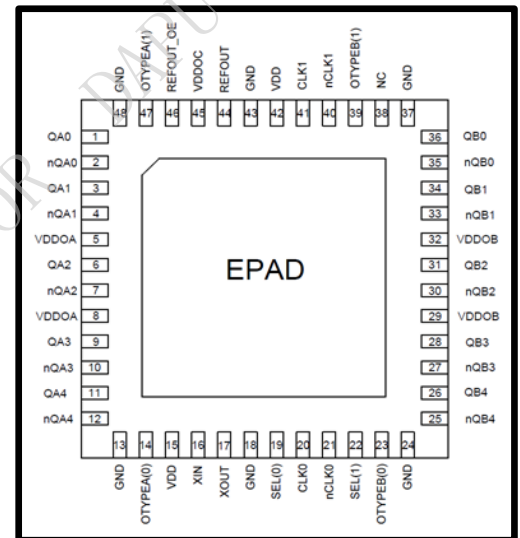 GND
OTYPEA(1)
REFOUT_OE
VDDOC
REFOUT
GND
VDD
CLK1
nCLK1
OTYPEB(1)
NC
GND
48 47 46 45 44 43 42 41 40 39 38 37
QA0 1
nQA0 2
QA1 3
nQA1 4
VDDOA 5
QA2 6
nQA2 7
VDDOA 8
QA3 9
nQA3 10
QA4 11
nQA4 12
EPAD
36 QB0
35 nQB0
34 QB1
33 nQB1
32 VDDOB
31 QB2
30 nQB2
29 VDDOB
28 QB3
27 nQB3
26 QB4
25 nQB4
13 14 15 16 17 18 19 20 21 22 23 24
GND
OTYPEA(0)
VDD
XIN
XOUT
GND
SEL(0)
CLK0
nCLK0
SEL(1)
OTYPEB(0)
GND